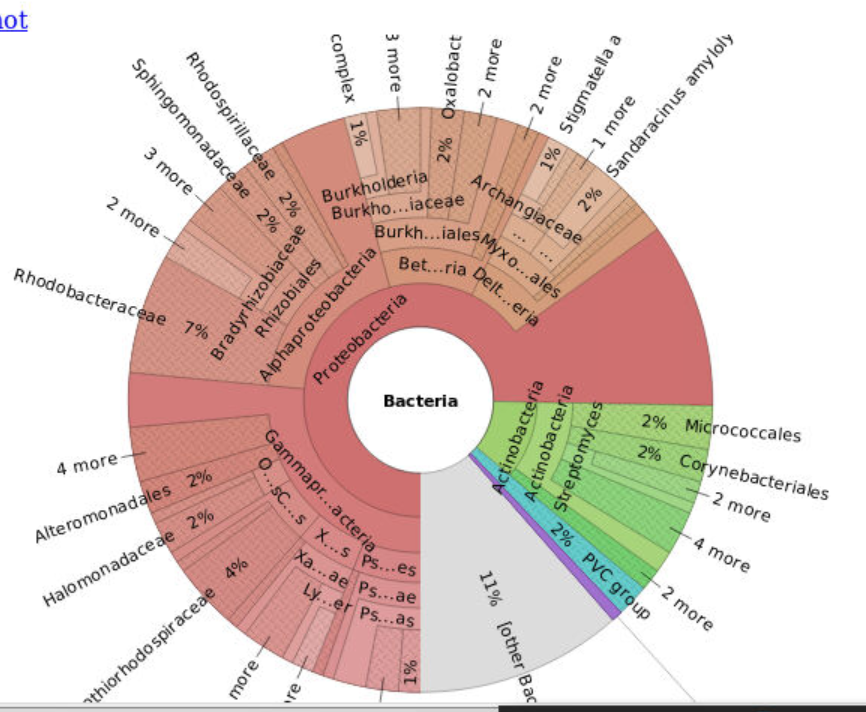 not
complex
3 more
Oxalobact
2 more
2 more
Stigmatella a
1 more
Sandaracinus amyloly
Rhodospirillaceae
Sphingomonadaceae
3 more
2 more
Rhodobacteraceae
7%
2%
2%
1%
2%
1%
2%
Burkholderia
Burkho...iaceae
Burkh...iales
Bet...ria
Archangiaceae
...
...
Myxo...ales
Delt...eria
Bradyrhizobiaceae
Rhizobiales
Alphaproteobacteria
Proteobacteria
Bacteria
Actinobacteria
Actinobacteria
Streptomyces
2%
Micrococcales
2%
Corynebacteriales
2 more
4 more
2 more
2%
PVC group
11%
[other Bac
Gammapr...acteria
O...s
C...s
X...s
Xa...ae
Ly...er
Ps...es
Ps...ae
Ps...as
1%
4 more
2%
Alteromonadales
2%
Halomonadaceae
4%
thiorhodospiraceae
more
re